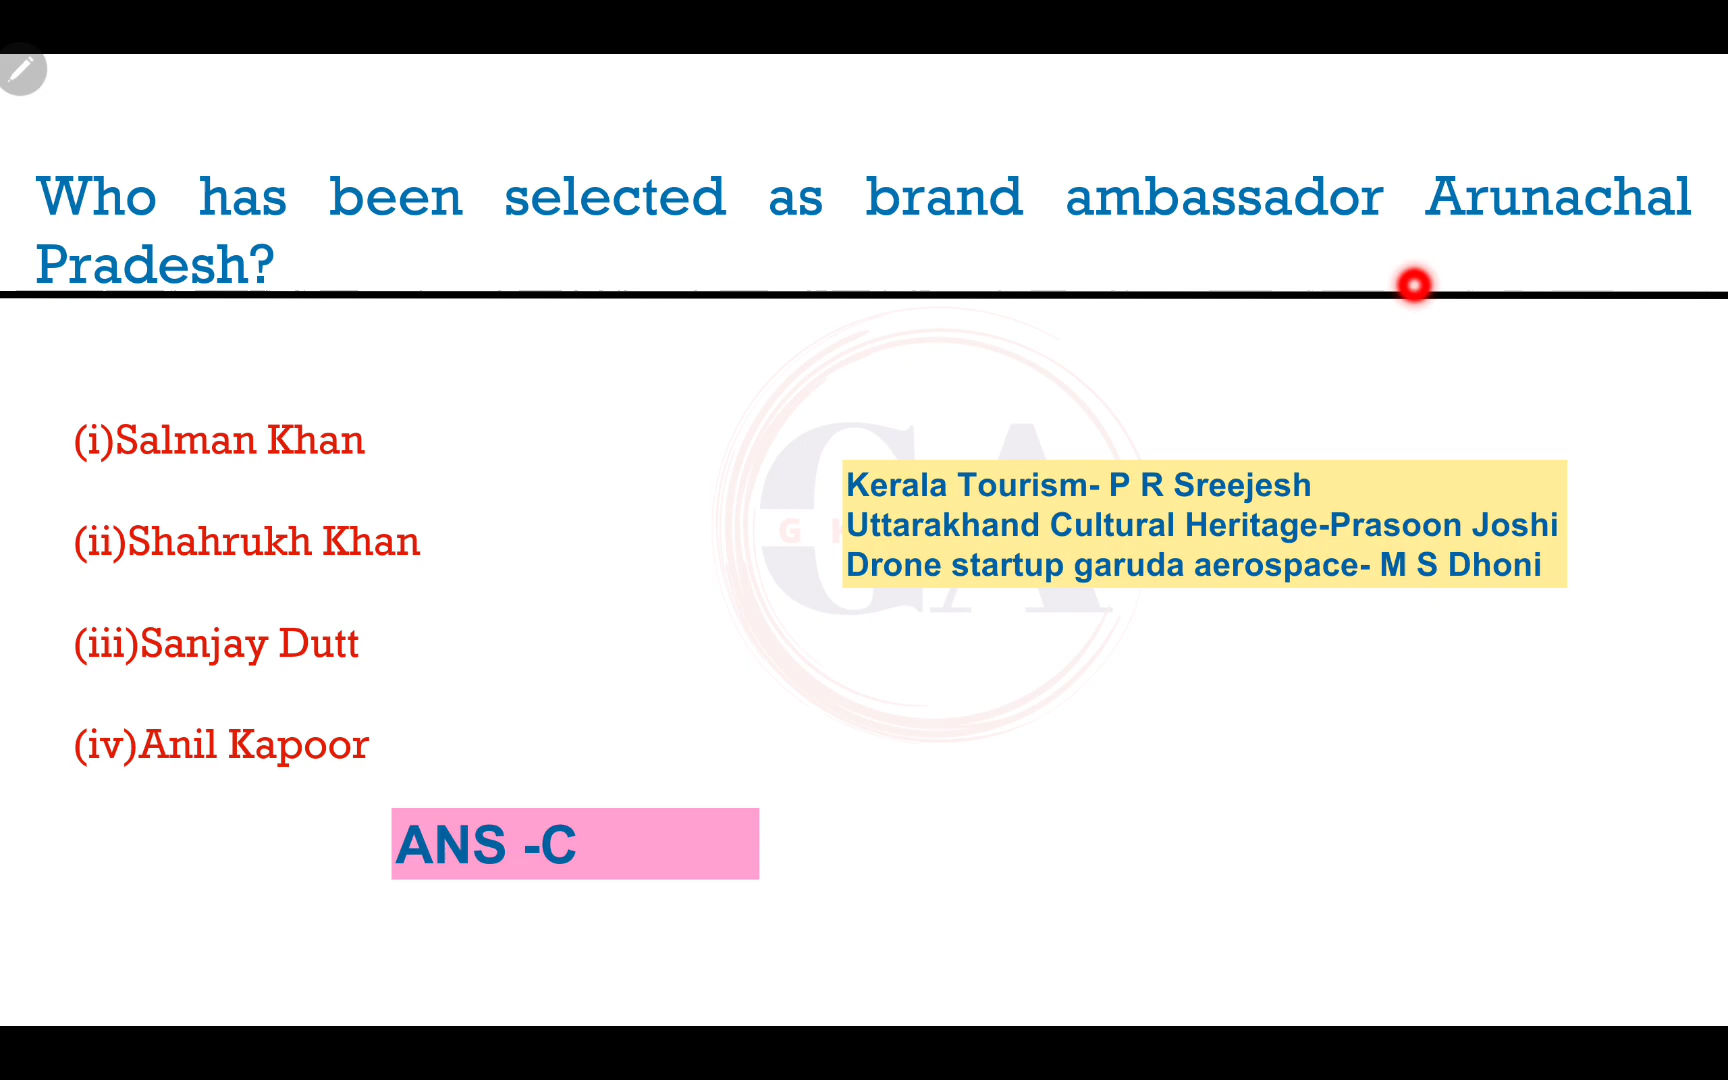 Who has been selected as brand ambassador Arunachal
Pradesh?
(i)Salman Khan
(ii)Shahrukh Khan
(iii)Sanjay Dutt
(iv)Anil Kapoor
Kerala Tourism- P R Sreejesh
Uttarakhand Cultural Heritage-Prasoon Joshi
Drone startup garuda aerospace- M S Dhoni
ANS -C
GA